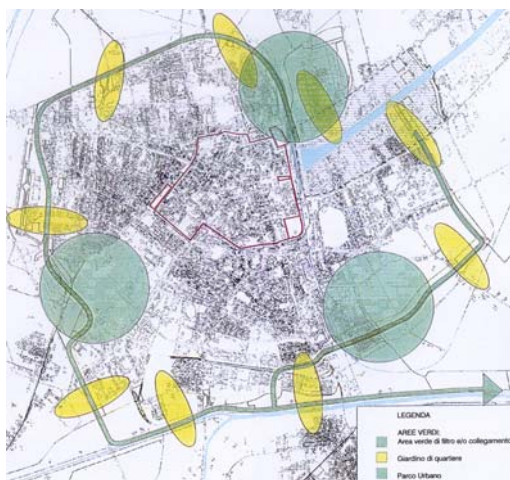 LEGENDA
AREE VERDI:
Area verde di filtro e/o collegamento
Giardino di quartiere
Parco Urbano